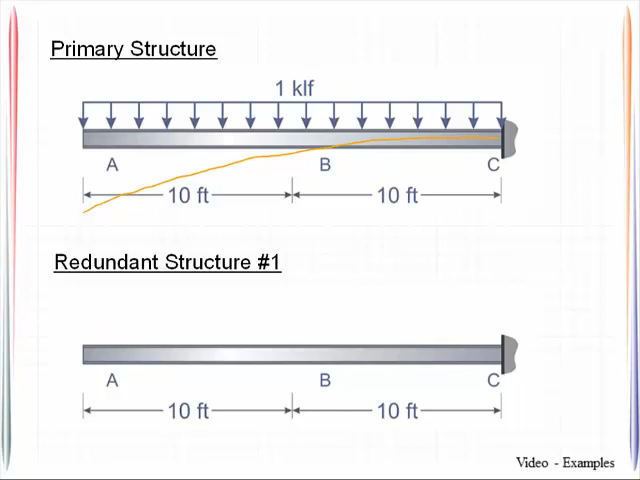 Primary Structure
1 klf
A B C
10 ft 10 ft
Redundant Structure #1
A B C
10 ft 10 ft
Video - Examples